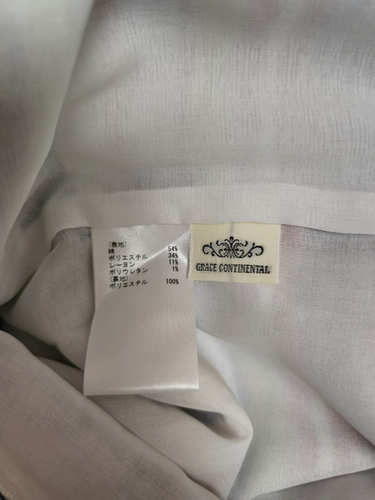 (表地)
綿 54%
ポリエステル 34%
レーヨン 11%
ポリウレタン 1%
(裏地)
ポリエステル 100%
GRACE CONTINENTAL